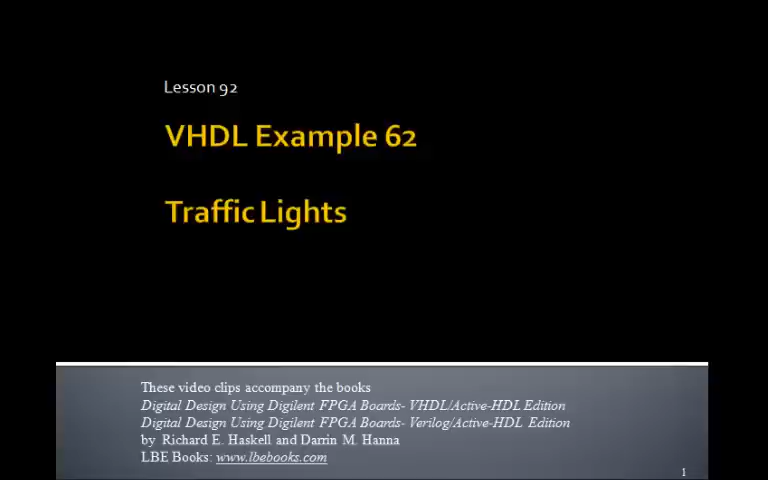 Lesson 92
VHDL Example 62
Traffic Lights
These video clips accompany the books
Digital Design Using Digilent FPGA Boards- VHDL/Active-HDL Edition
Digital Design Using Digilent FPGA Boards- Verilog/Active-HDL Edition
by Richard E. Haskell and Darrin M. Hanna
LBE Books: www.lbebooks.com
1